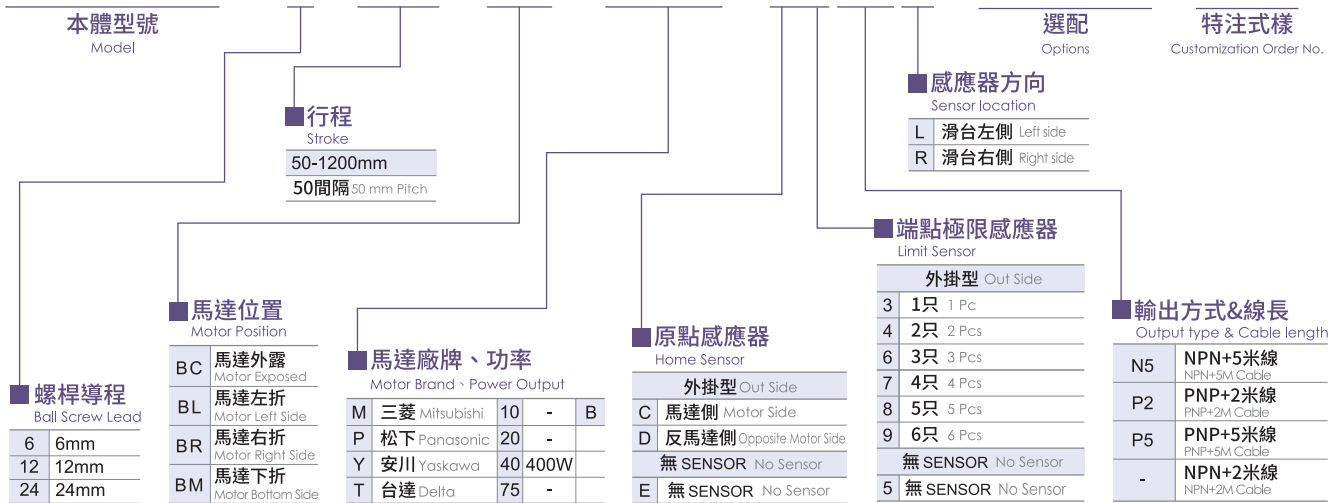 本體型號
Model
選配
Options
特注式樣
Customization Order No.
感應器方向
Sensor location
L 滑台左側 Left side
R 滑台右側 Right side
行程
Stroke
50-1200mm
50間隔 50 mm Pitch
端點極限感應器
Limit Sensor
外掛型 Out Side
3 1只 1 Pc
4 2只 2 Pcs
6 3只 3 Pcs
7 4只 4 Pcs
8 5只 5 Pcs
9 6只 6 Pcs
無 SENSOR No Sensor
5 無 SENSOR No Sensor
馬達位置
Motor Position
BC 馬達外露
Motor Exposed
BL 馬達左折
Motor Left Side
BR 馬達右折
Motor Right Side
BM 馬達下折
Motor Bottom Side
輸出方式&線長
Output type & Cable length
N5 NPN+5米線
NPN+5M Cable
P2 PNP+2米線
PNP+2M Cable
P5 PNP+5米線
PNP+5M Cable
- NPN+2米線
NPN+2M Cable
原點感應器
Home Sensor
外掛型 Out Side
C 馬達側 Motor Side
D 反馬達側 Opposite Motor Side
無 SENSOR No Sensor
E 無 SENSOR No Sensor
馬達廠牌、功率
Motor Brand、Power Output
M 三菱 Mitsubishi 10 - B
P 松下 Panasonic 20 -
Y 安川 Yaskawa 40 400W
T 台達 Delta 75 -
螺桿導程
Ball Screw Lead
6 6mm
12 12mm
24 24mm